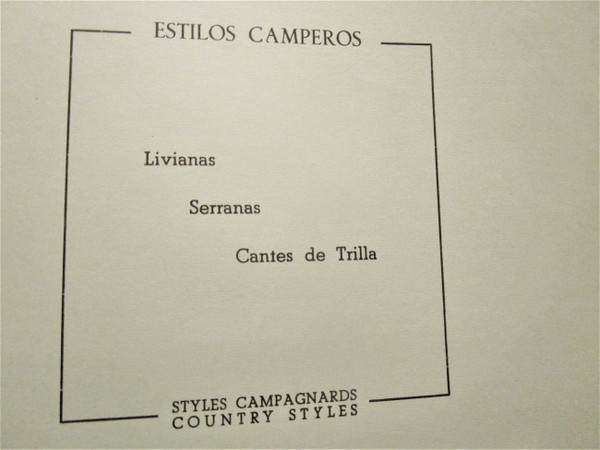 ESTILOS CAMPEROS
Livianas
Serranas
Cantes de Trilla
STYLES CAMPAGNARDS
COUNTRY STYLES